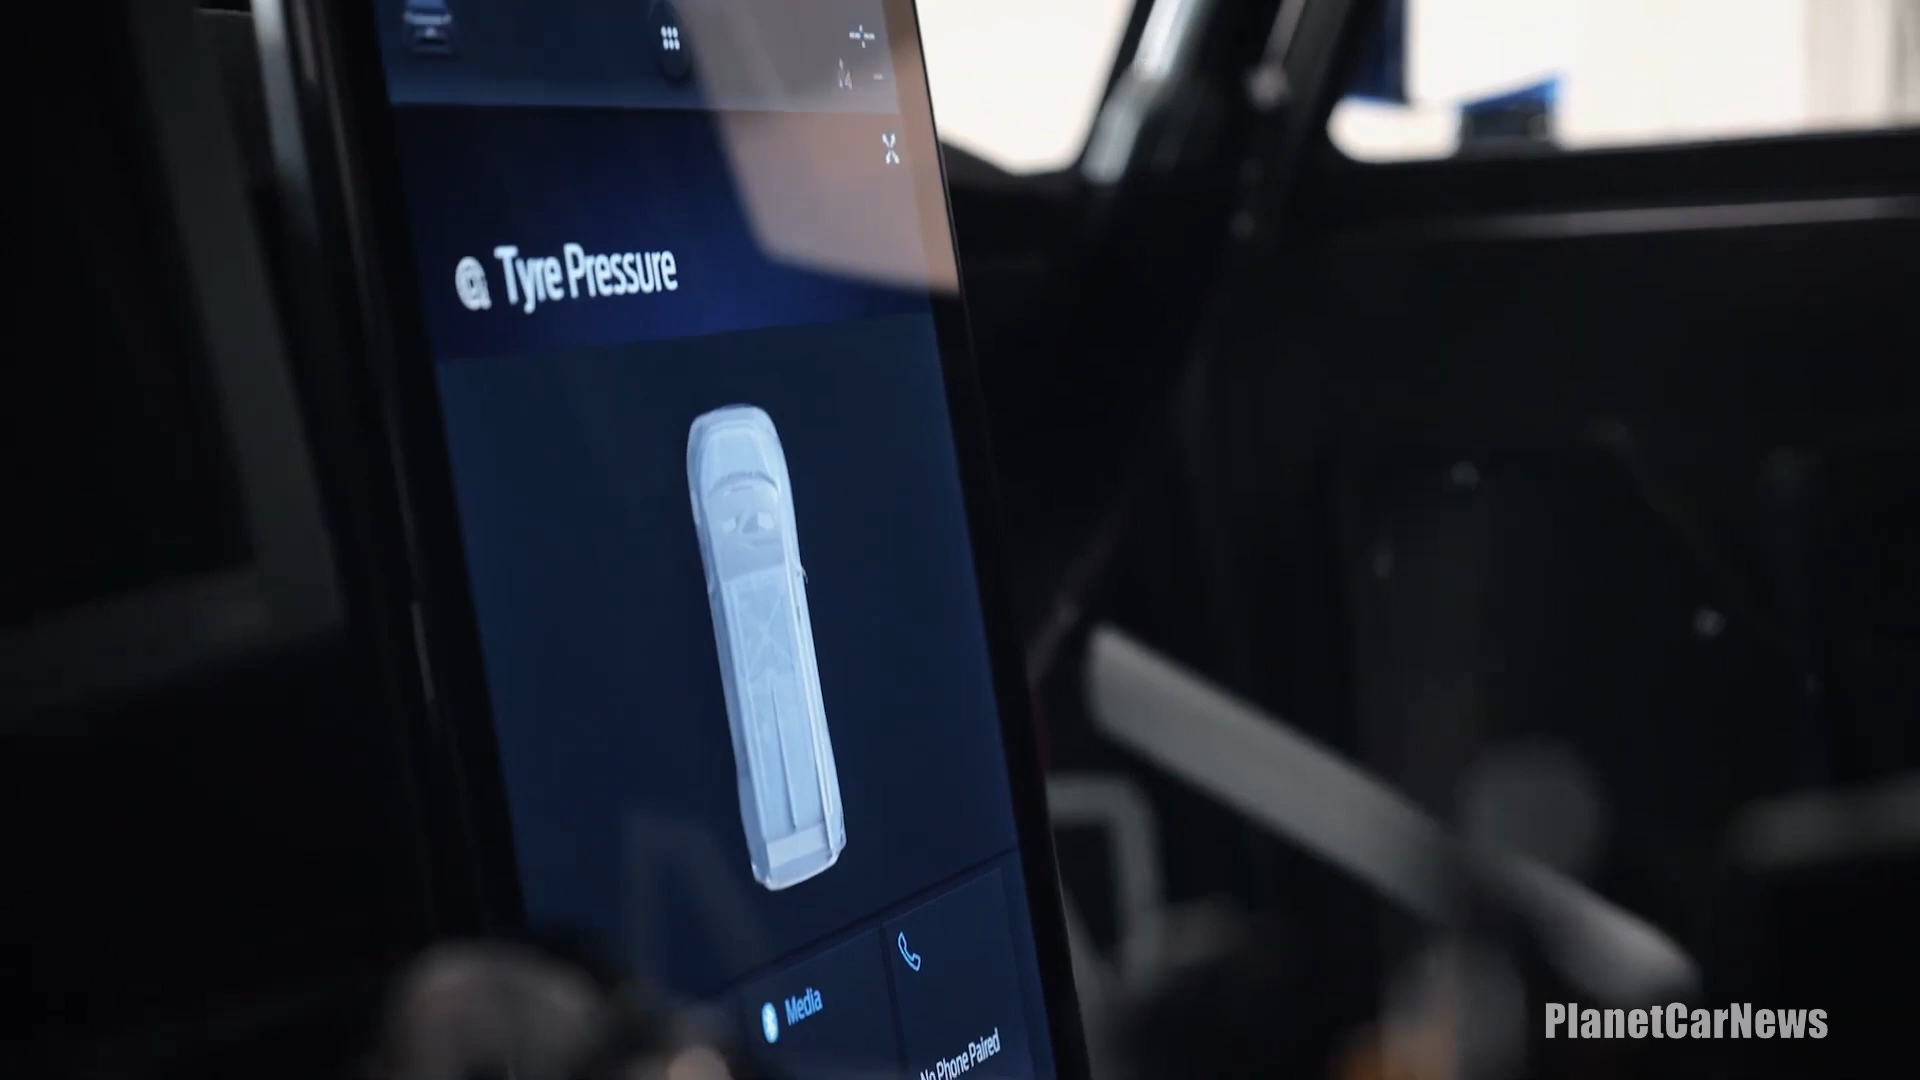 Tyre Pressure
Media
No Phone Paired
PlanetCarNews